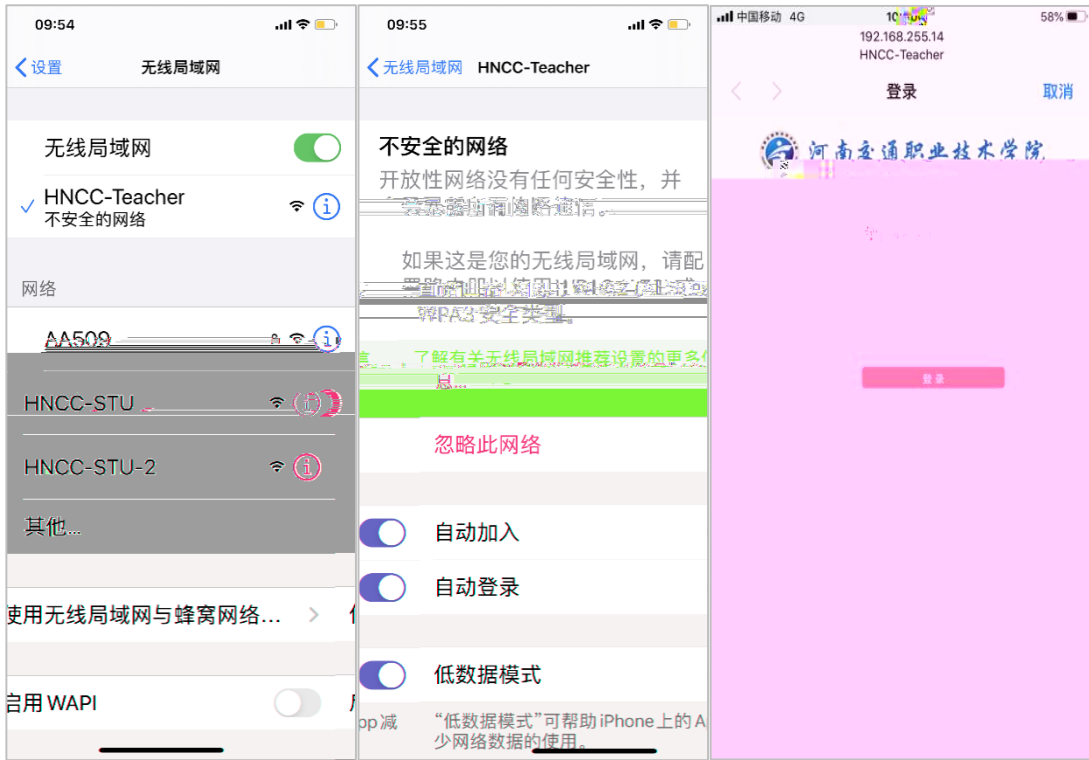 09:54
设置
无线局域网
无线局域网
HNCC-Teacher
不安全的网络
网络
AA509
HNCC-STU
HNCC-STU-2
其他...
使用无线局域网与蜂窝网络...
启用 WAPI
09:55
无线局域网
HNCC-Teacher
不安全的网络
开放性网络没有任何安全性，并
如果这是您的无线局域网，请配
WPA3 安全类型。
了解有关无线局域网推荐设置的更多
息...
忽略此网络
自动加入
自动登录
低数据模式
“低数据模式”可帮助 iPhone 上的 A
pp 减
少网络数据的使用。
中国移动 4G
58%
192.168.255.14
HNCC-Teacher
登录
取消
河南交通职业技术学院
登录